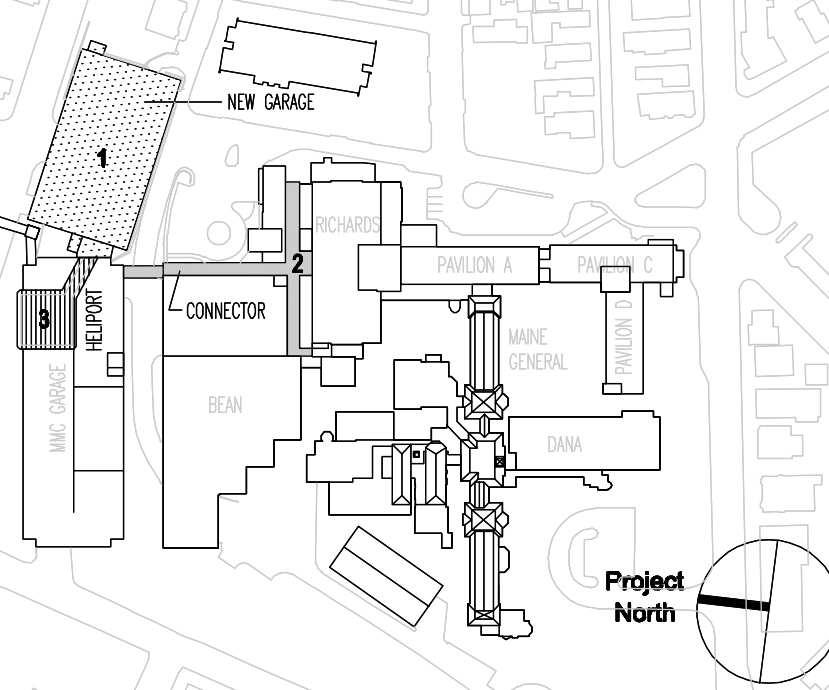 NEW GARAGE
1
RICHARDS
2
PAVILION A
PAVILION C
CONNECTOR
3
HELIPORT
MAINE
GENERAL
PAVILION D
MMC GARAGE
BEAN
DANA
Project
North